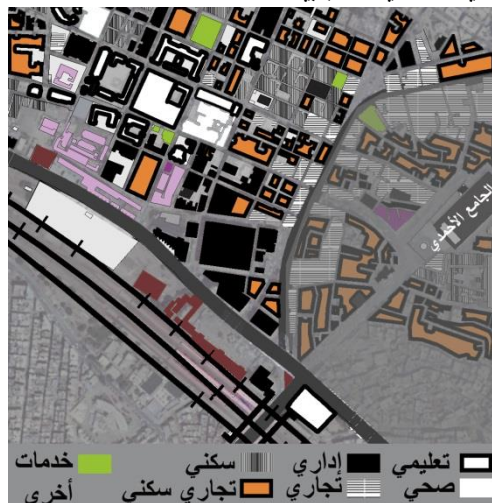 الجامع الأحمدي
تعليمي إداري سكني خدمات أخرى
صحي تجاري تجاري سكني